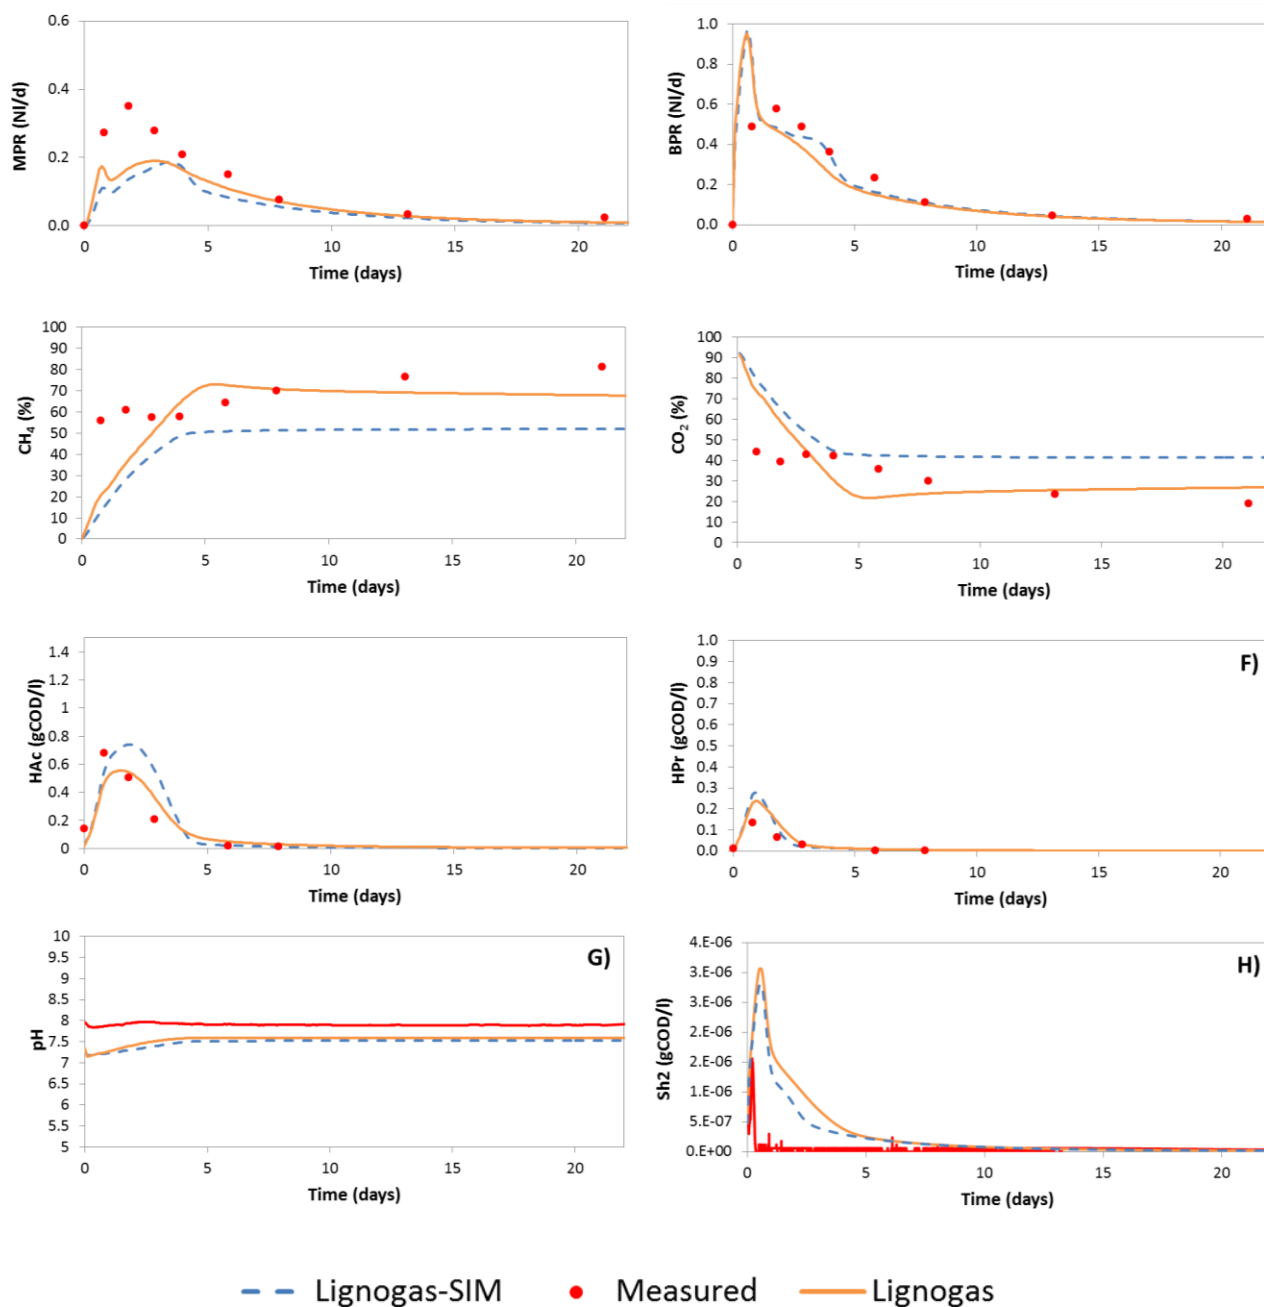 0.6
0.4
0.2
0.0
MPR (Nl/d)
0 5 10 15 20
Time (days)
1.0
0.8
0.6
0.4
0.2
0.0
BPR (Nl/d)
0 5 10 15 20
Time (days)
100
90
80
70
60
50
40
30
20
10
0
CH4 (%)
0 5 10 15 20
Time (days)
100
90
80
70
60
50
40
30
20
10
0
CO2 (%)
0 5 10 15 20
Time (days)
1.4
1.2
1
0.8
0.6
0.4
0.2
0
HAc (gCOD/l)
0 5 10 15 20
Time (days)
F)
1.0
0.9
0.8
0.7
0.6
0.5
0.4
0.3
0.2
0.1
0.0
HPr (gCOD/l)
0 5 10 15 20
Time (days)
G)
10
9.5
9
8.5
8
7.5
7
6.5
6
5.5
5
pH
0 5 10 15 20
Time (days)
H)
4.E-06
3.E-06
3.E-06
2.E-06
2.E-06
1.E-06
5.E-07
0.E+00
Sh2 (gCOD/l)
0 5 10 15 20
Time (days)
Lignogas-SIM Measured Lignogas